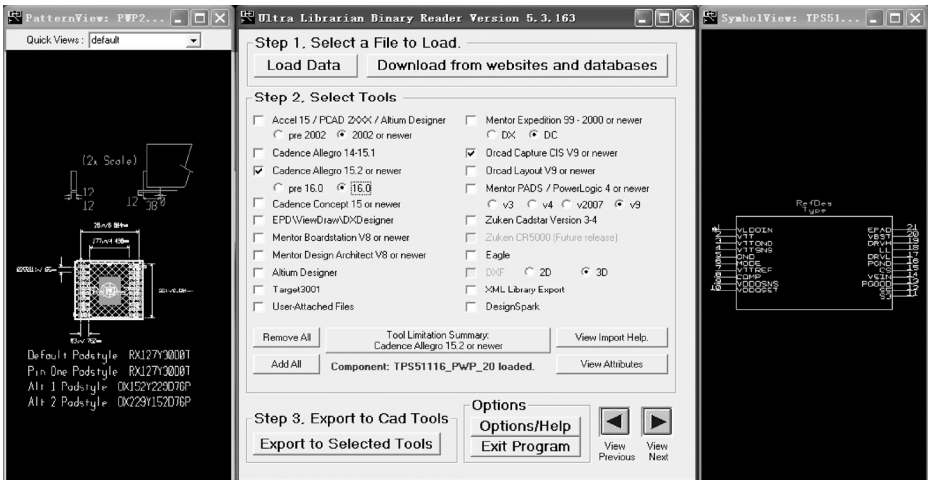 PatternView: PWP2...
Quick Views : default
(2x Scale)
12
12
12
38
0
Default Padstyle RX127Y300D0T
Pin One Padstyle RX127Y300D0T
Alt 1 Padstyle OX152Y229D76P
Alt 2 Padstyle OX229Y152D76P
Ultra Librarian Binary Reader Version 5.3.163
Step 1, Select a File to Load.
Load Data
Download from websites and databases
Step 2, Select Tools
Accel 15 / PCAD 2XXX / Altium Designer
pre 2002
2002 or newer
Cadence Allegro 14-15.1
Cadence Allegro 15.2 or newer
pre 16.0
16.0
Cadence Concept 15 or newer
EPD\ViewDraw\DXDesigner
Mentor Boardstation V8 or newer
Mentor Design Architect V8 or newer
Altium Designer
Target3001
User-Attached Files
Mentor Expedition 99 - 2000 or newer
DX
DC
Orcad Capture CIS V9 or newer
Orcad Layout V9 or newer
Mentor PADS / PowerLogic 4 or newer
v3
v4
v2007
v9
Zuken Cadstar Version 3-4
Zuken CR5000 (Future release)
Eagle
DXF
2D
3D
XML Library Export
DesignSpark
Remove All
Tool Limitation Summary:
Cadence Allegro 15.2 or newer
View Import Help.
Add All
Component: TPS51116_PWP_20 loaded.
View Attributes
Step 3, Export to Cad Tools
Export to Selected Tools
Options
Options/Help
Exit Program
View Previous
View Next
SymbolView: TPS51...
RefDes
Type
VLDOIN
VTT
VTTGND
VTTSNS
GND
MODE
VTTREF
COMP
VDDQSNS
VDDQSET
EPAD
VBST
DRVH
LL
DRVL
PGND
CS
V5IN
PGOOD
S5
S3